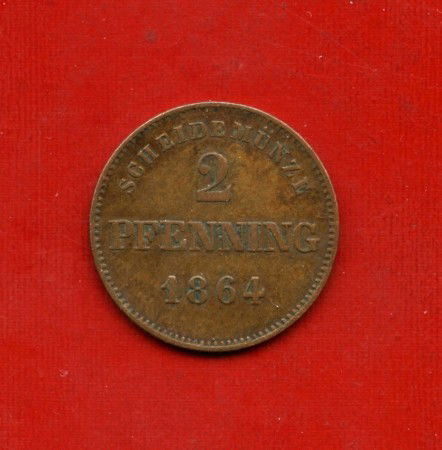 SCHEIDEMÜNZE
2
PFENNING
1864